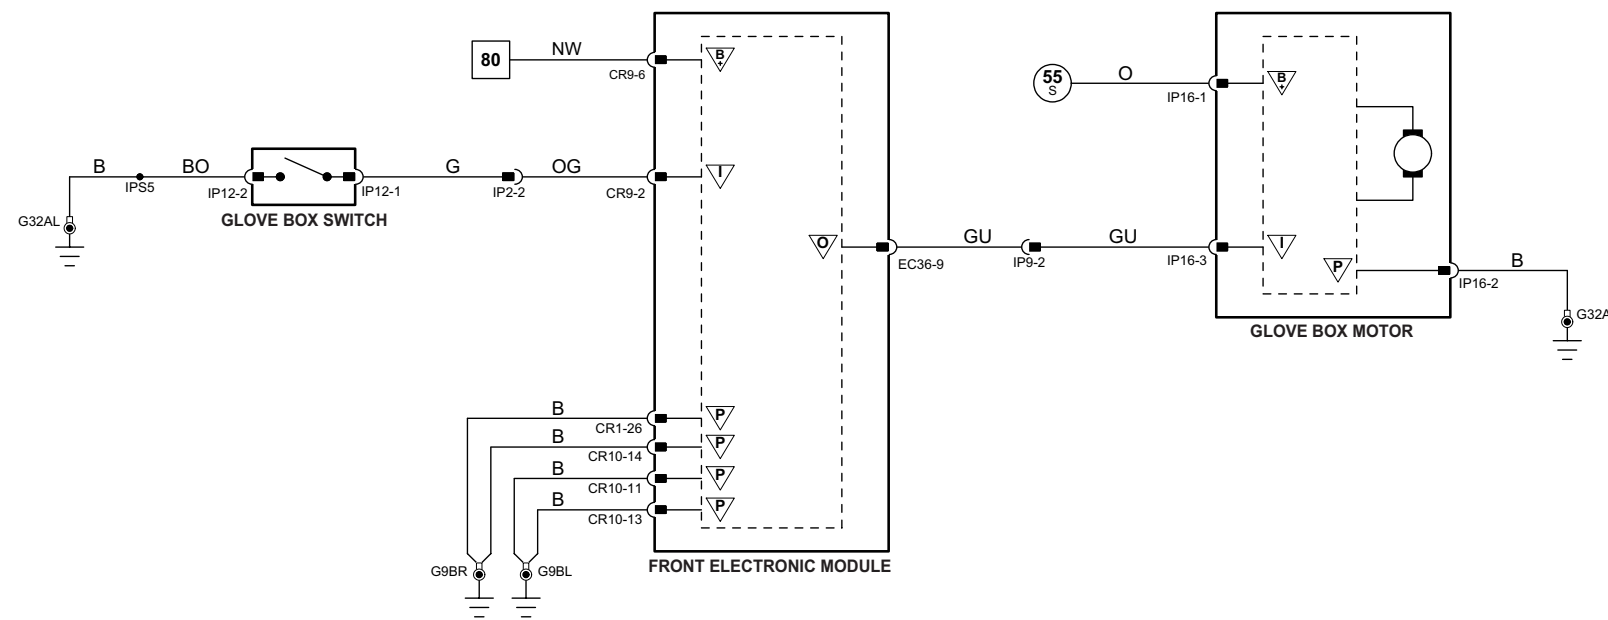 80
NW
CR9-6
B
+
B
IPS5
BO
IP12-2
IP12-1
G
IP2-2
OG
CR9-2
I
G32AL
GLOVE BOX SWITCH
O
EC36-9
GU
IP9-2
GU
IP16-3
I
55
S
O
IP16-1
B
+
P
IP16-2
B
G32A
GLOVE BOX MOTOR
B
CR1-26
P
B
CR10-14
P
B
CR10-11
P
B
CR10-13
P
G9BR
G9BL
FRONT ELECTRONIC MODULE